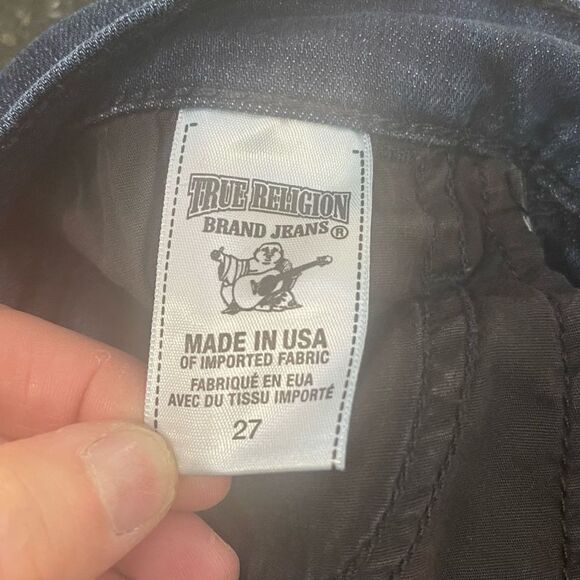 TRUE RELIGION
BRAND JEANS®
MADE IN USA
OF IMPORTED FABRIC
FABRIQUÉ EN EUA
AVEC DU TISSU IMPORTÉ
27